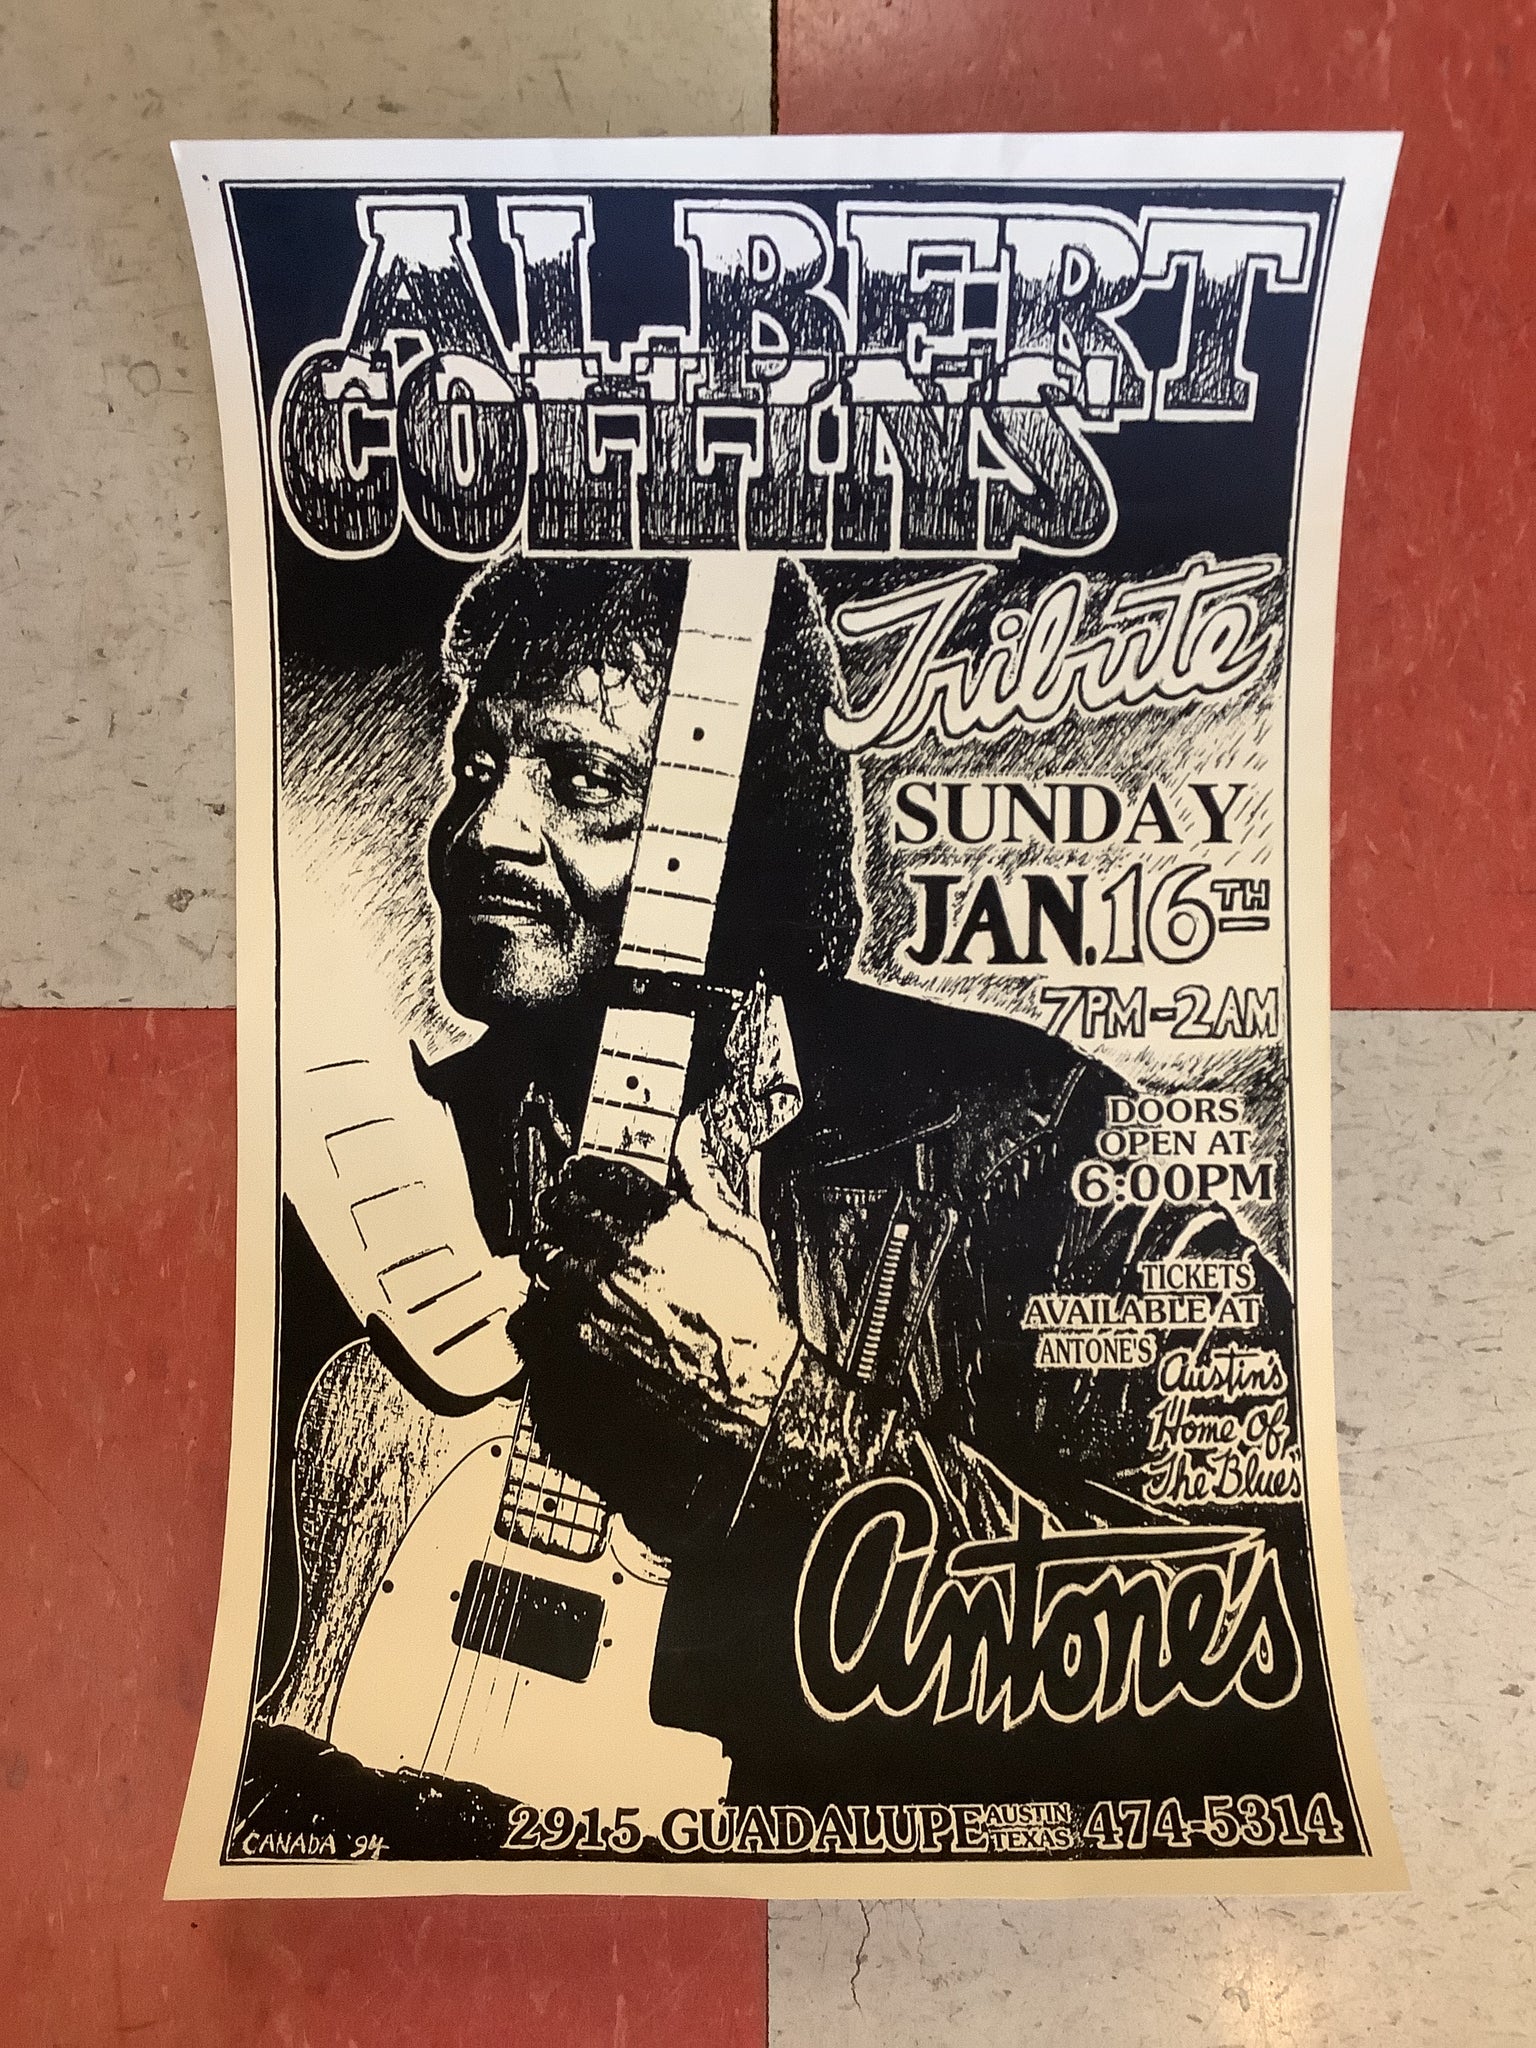 ALBERT
COLLINS
Tribute
SUNDAY
JAN. 16TH
7PM-2AM
DOORS
OPEN AT
6:00PM
TICKETS
AVAILABLE AT
ANTONE'S
Austin's
Home Of
The Blues"
Antone's
2915 GUADALUPE AUSTIN TEXAS 474-5314
CANADA '94